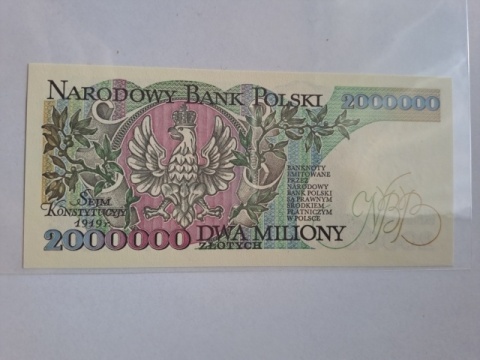 NARODOWY BANK POLSKI
2000000
BANKNOTY
EMITOWANE
PRZEZ
NARODOWY
BANK POLSKI
SĄ PRAWNYM
ŚRODKIEM
PŁATNICZYM
W POLSCE
SEJM
KONSTYTUCYJY
1919 r.
NBP
2000000 DWA MILIONY
ZŁOTYCH